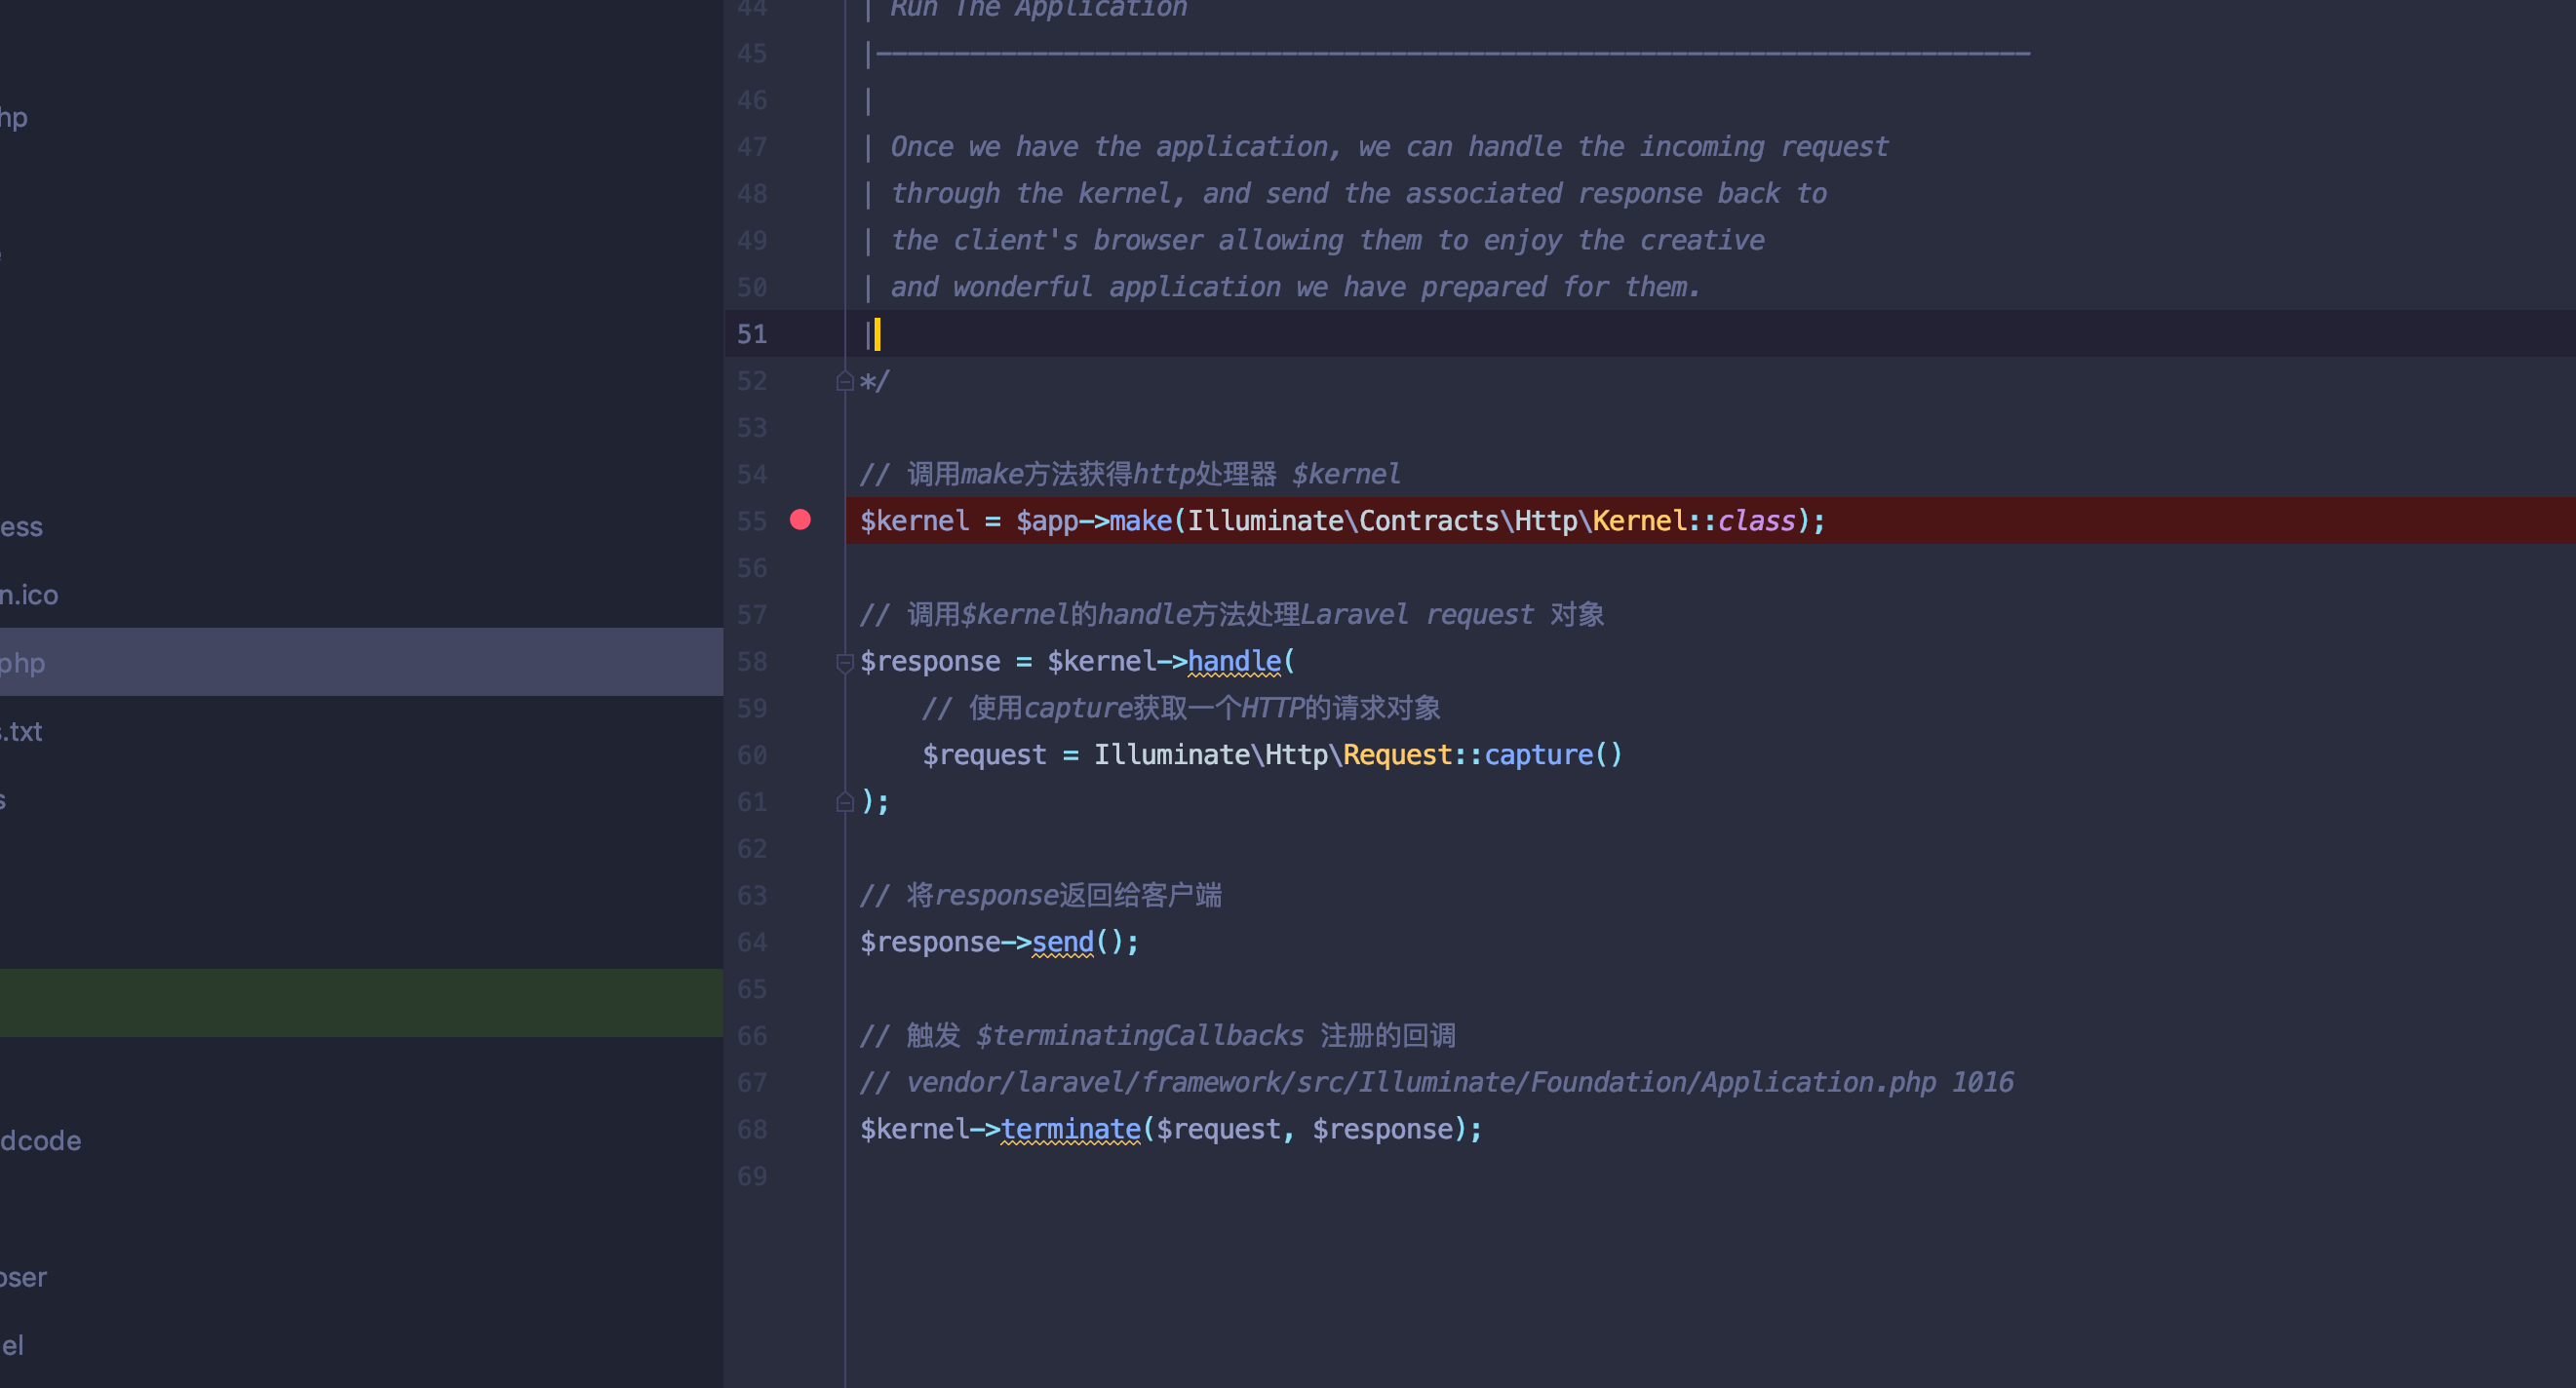 hp
ess
n.ico
php
s.txt
s
dcode
oser
el
44 | Run The Application
45 |--------------------------------------------------------------------------
46 |
47 | Once we have the application, we can handle the incoming request
48 | through the kernel, and send the associated response back to
49 | the client's browser allowing them to enjoy the creative
50 | and wonderful application we have prepared for them.
51 |
52 */
53
54 // 调用make方法获得http处理器 $kernel
55 $kernel = $app->make(Illuminate\Contracts\Http\Kernel::class);
56
57 // 调用$kernel的handle方法处理Laravel request 对象
58 $response = $kernel->handle(
59 // 使用capture获取一个HTTP的请求对象
60 $request = Illuminate\Http\Request::capture()
61 );
62
63 // 将response返回给客户端
64 $response->send();
65
66 // 触发 $terminatingCallbacks 注册的回调
67 // vendor/laravel/framework/src/Illuminate/Foundation/Application.php 1016
68 $kernel->terminate($request, $response);
69